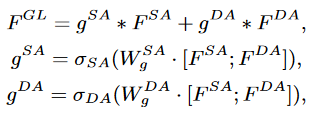 F^{GL} = g^{SA} * F^{SA} + g^{DA} * F^{DA},
g^{SA} = σ_{SA}(W_g^{SA} · [F^{SA}; F^{DA}]),
g^{DA} = σ_{DA}(W_g^{DA} · [F^{SA}; F^{DA}]),